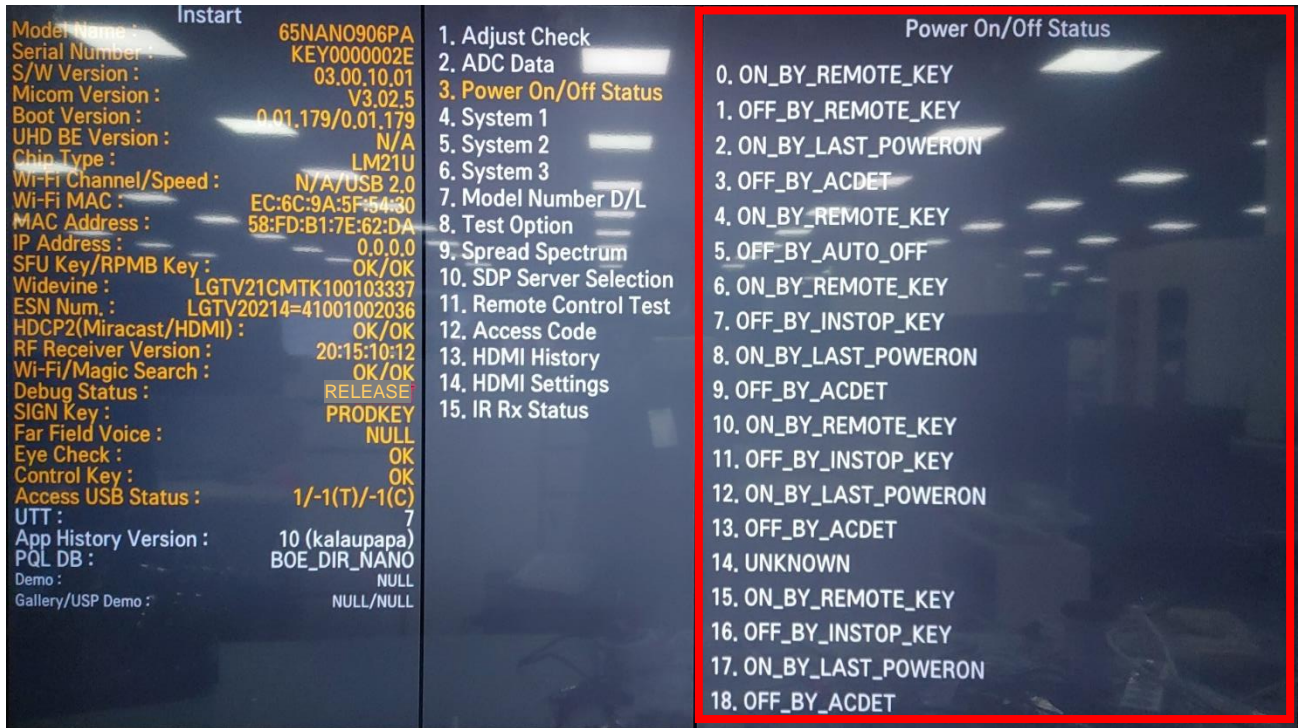 Instart
Model Name : 65NANO906PA
Serial Number : KEY0000002E
S/W Version : 03.00.10.01
Micom Version : V3.02.5
Boot Version : 0.01.179/0.01.179
UHD BE Version : N/A
Chip Type : LM21U
Wi-Fi Channel/Speed : N/A/USB 2.0
Wi-Fi MAC : EC:6C:9A:5F:54:30
MAC Address : 58:FD:B1:7E:62:DA
IP Address : 0.0.0.0
SFU Key/RPMB Key : OK/OK
Widevine : LGTV21CMTK100103337
ESN Num. : LGTV20214=41001002036
HDCP2(Miracast/HDMI) : OK/OK
RF Receiver Version : 20:15:10:12
Wi-Fi/Magic Search : OK/OK
Debug Status : RELEASE
SIGN Key : PRODKEY
Far Field Voice : NULL
Eye Check : OK
Control Key : OK
Access USB Status : 1/-1(T)/-1(C)
UTT : 7
App History Version : 10 (kalaupapa)
PQL DB : BOE_DIR_NANO
Demo : NULL
Gallery/USP Demo : NULL/NULL
1. Adjust Check
2. ADC Data
3. Power On/Off Status
4. System 1
5. System 2
6. System 3
7. Model Number D/L
8. Test Option
9. Spread Spectrum
10. SDP Server Selection
11. Remote Control Test
12. Access Code
13. HDMI History
14. HDMI Settings
15. IR Rx Status
Power On/Off Status
0. ON_BY_REMOTE_KEY
1. OFF_BY_REMOTE_KEY
2. ON_BY_LAST_POWERON
3. OFF_BY_ACDET
4. ON_BY_REMOTE_KEY
5. OFF_BY_AUTO_OFF
6. ON_BY_REMOTE_KEY
7. OFF_BY_INSTOP_KEY
8. ON_BY_LAST_POWERON
9. OFF_BY_ACDET
10. ON_BY_REMOTE_KEY
11. OFF_BY_INSTOP_KEY
12. ON_BY_LAST_POWERON
13. OFF_BY_ACDET
14. UNKNOWN
15. ON_BY_REMOTE_KEY
16. OFF_BY_INSTOP_KEY
17. ON_BY_LAST_POWERON
18. OFF_BY_ACDET